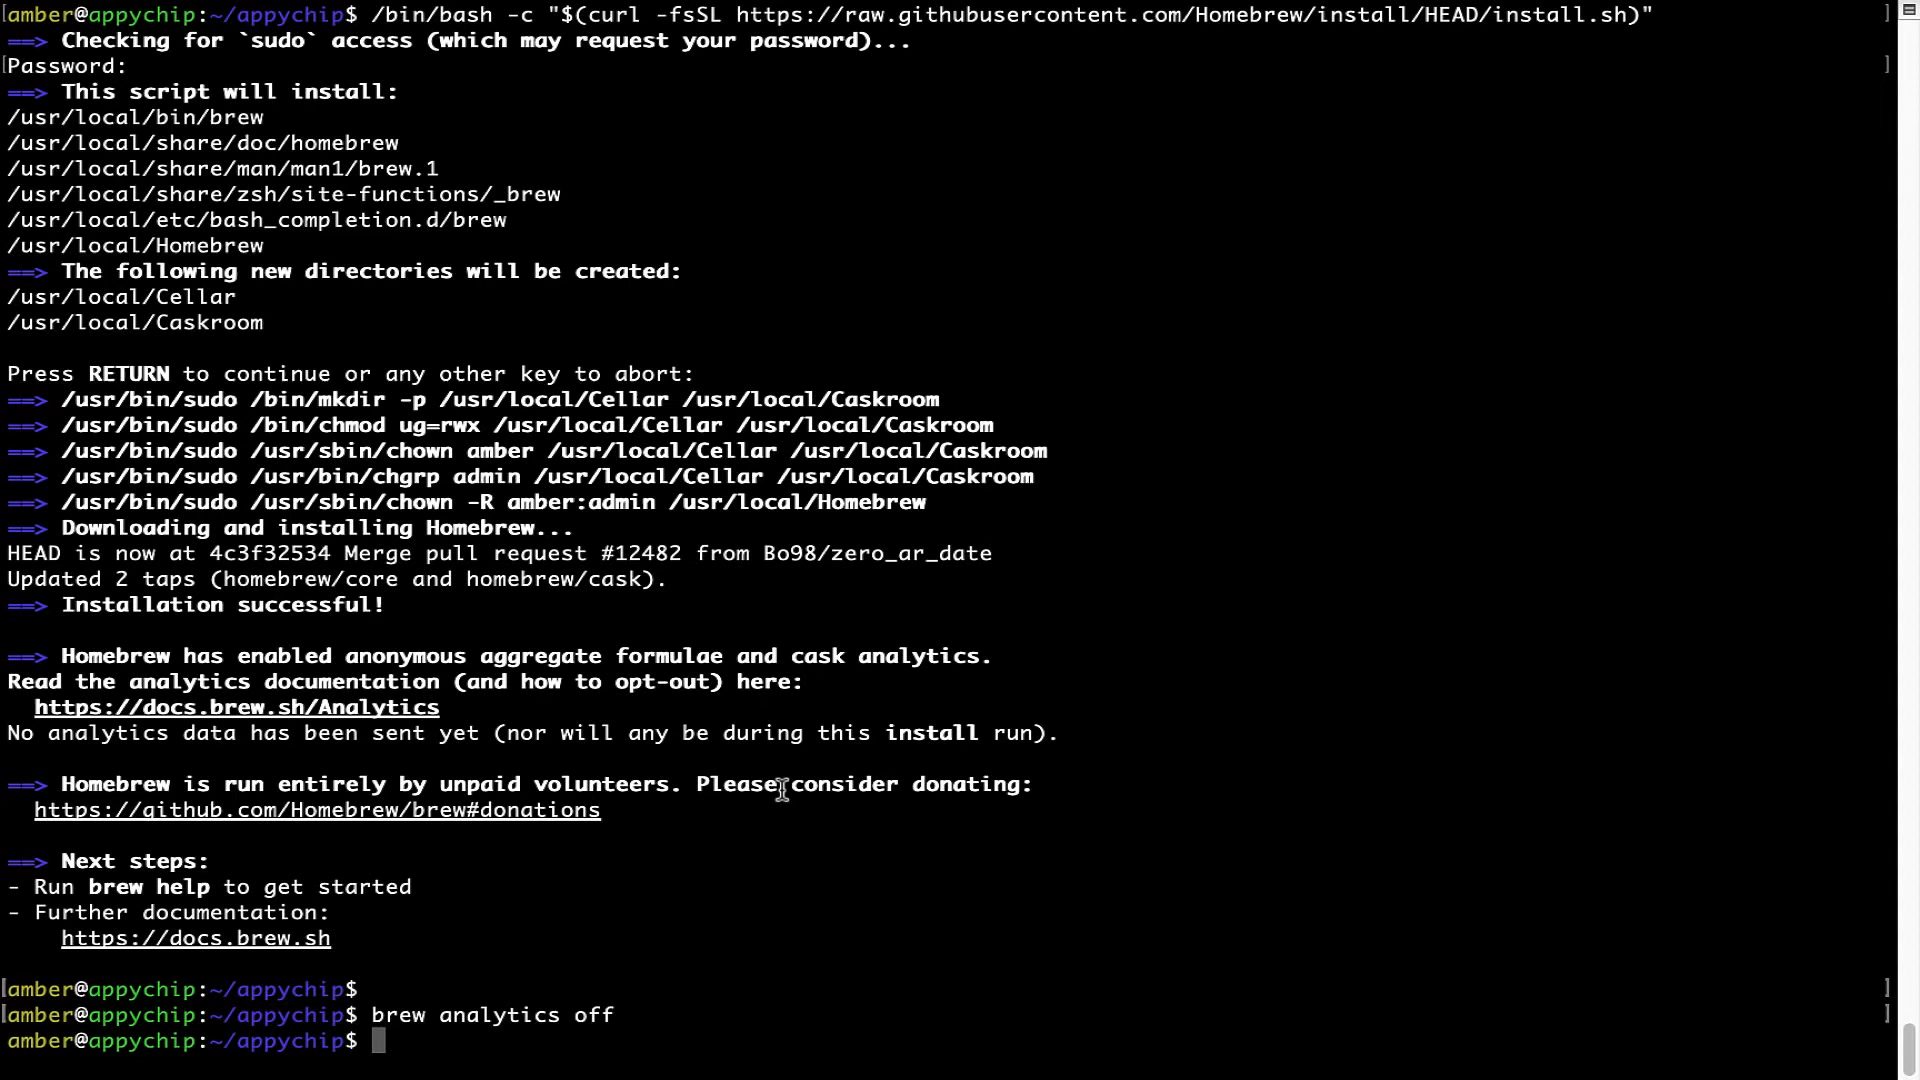 amber@appychip:~/appychip$ /bin/bash -c "$(curl -fsSL https://raw.githubusercontent.com/Homebrew/install/HEAD/install.sh)"
==> Checking for `sudo` access (which may request your password)...
Password:
==> This script will install:
/usr/local/bin/brew
/usr/local/share/doc/homebrew
/usr/local/share/man/man1/brew.1
/usr/local/share/zsh/site-functions/_brew
/usr/local/etc/bash_completion.d/brew
/usr/local/Homebrew
==> The following new directories will be created:
/usr/local/Cellar
/usr/local/Caskroom
Press RETURN to continue or any other key to abort:
==> /usr/bin/sudo /bin/mkdir -p /usr/local/Cellar /usr/local/Caskroom
==> /usr/bin/sudo /bin/chmod ug=rwx /usr/local/Cellar /usr/local/Caskroom
==> /usr/bin/sudo /usr/sbin/chown amber /usr/local/Cellar /usr/local/Caskroom
==> /usr/bin/sudo /usr/bin/chgrp admin /usr/local/Cellar /usr/local/Caskroom
==> /usr/bin/sudo /usr/sbin/chown -R amber:admin /usr/local/Homebrew
==> Downloading and installing Homebrew...
HEAD is now at 4c3f32534 Merge pull request #12482 from Bo98/zero_ar_date
Updated 2 taps (homebrew/core and homebrew/cask).
==> Installation successful!
==> Homebrew has enabled anonymous aggregate formulae and cask analytics.
Read the analytics documentation (and how to opt-out) here:
https://docs.brew.sh/Analytics
No analytics data has been sent yet (nor will any be during this install run).
==> Homebrew is run entirely by unpaid volunteers. Please consider donating:
https://github.com/Homebrew/brew#donations
==> Next steps:
- Run brew help to get started
- Further documentation:
https://docs.brew.sh
amber@appychip:~/appychip$
amber@appychip:~/appychip$ brew analytics off
amber@appychip:~/appychip$